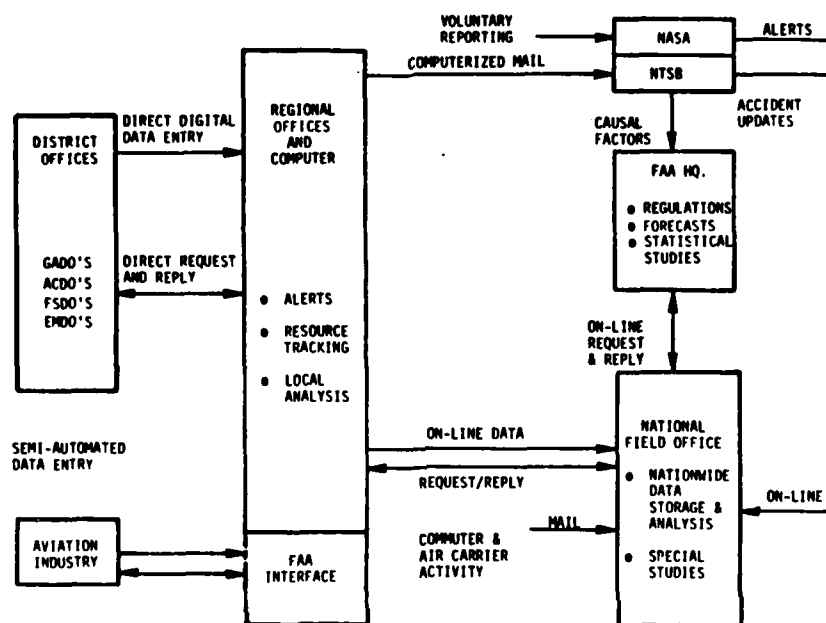 VOLUNTARY
REPORTING
NASA
ALERTS
COMPUTERIZED MAIL
NTSB
ACCIDENT
UPDATES
CAUSAL
FACTORS
DISTRICT
OFFICES
GADO'S
ACDO'S
FSDO'S
EMDO'S
DIRECT DIGITAL
DATA ENTRY
DIRECT REQUEST
AND REPLY
REGIONAL
OFFICES
AND
COMPUTER
● ALERTS
● RESOURCE
TRACKING
● LOCAL
ANALYSIS
FAA HQ.
● REGULATIONS
● FORECASTS
● STATISTICAL
STUDIES
ON-LINE
REQUEST
& REPLY
SEMI-AUTOMATED
DATA ENTRY
ON-LINE DATA
REQUEST/REPLY
NATIONAL
FIELD OFFICE
● NATIONWIDE
DATA
STORAGE &
ANALYSIS
● SPECIAL
STUDIES
ON-LINE
MAIL
COMMUTER &
AIR CARRIER
ACTIVITY
AVIATION
INDUSTRY
FAA
INTERFACE